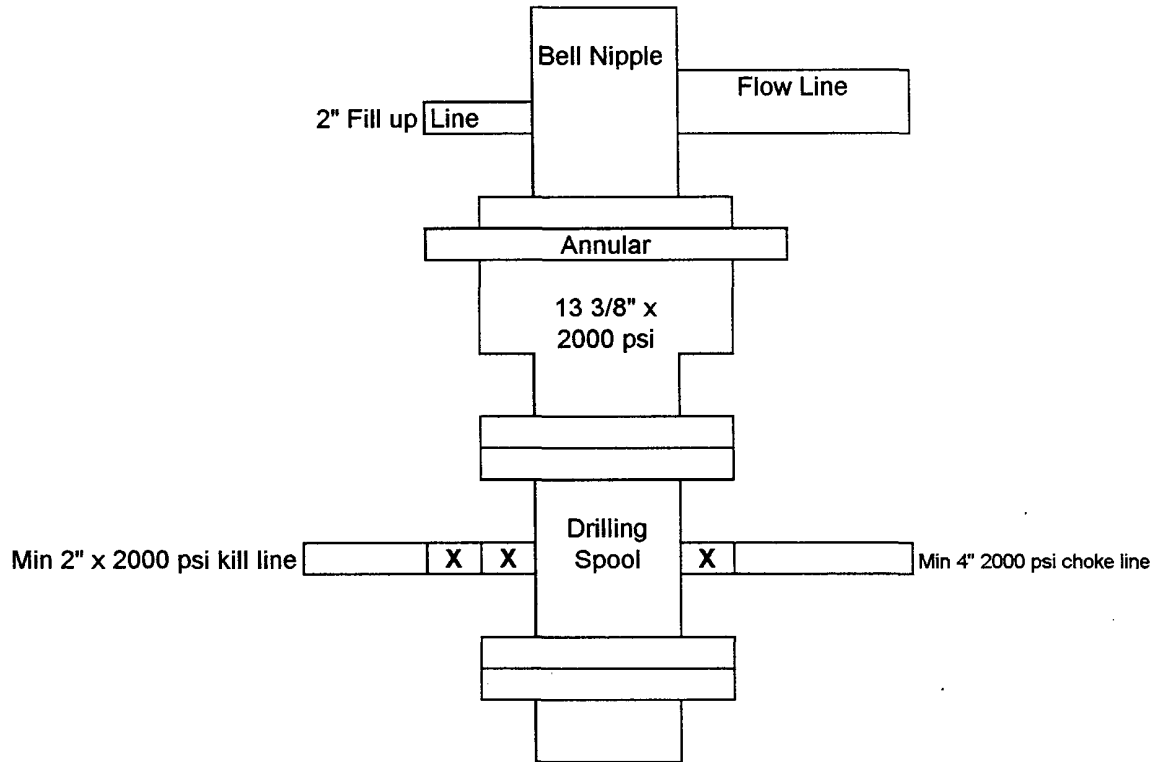 Bell Nipple
Flow Line
2" Fill up Line
Annular
13 3/8" x
2000 psi
Drilling
Spool
Min 2" x 2000 psi kill line
X X
X
Min 4" 2000 psi choke line